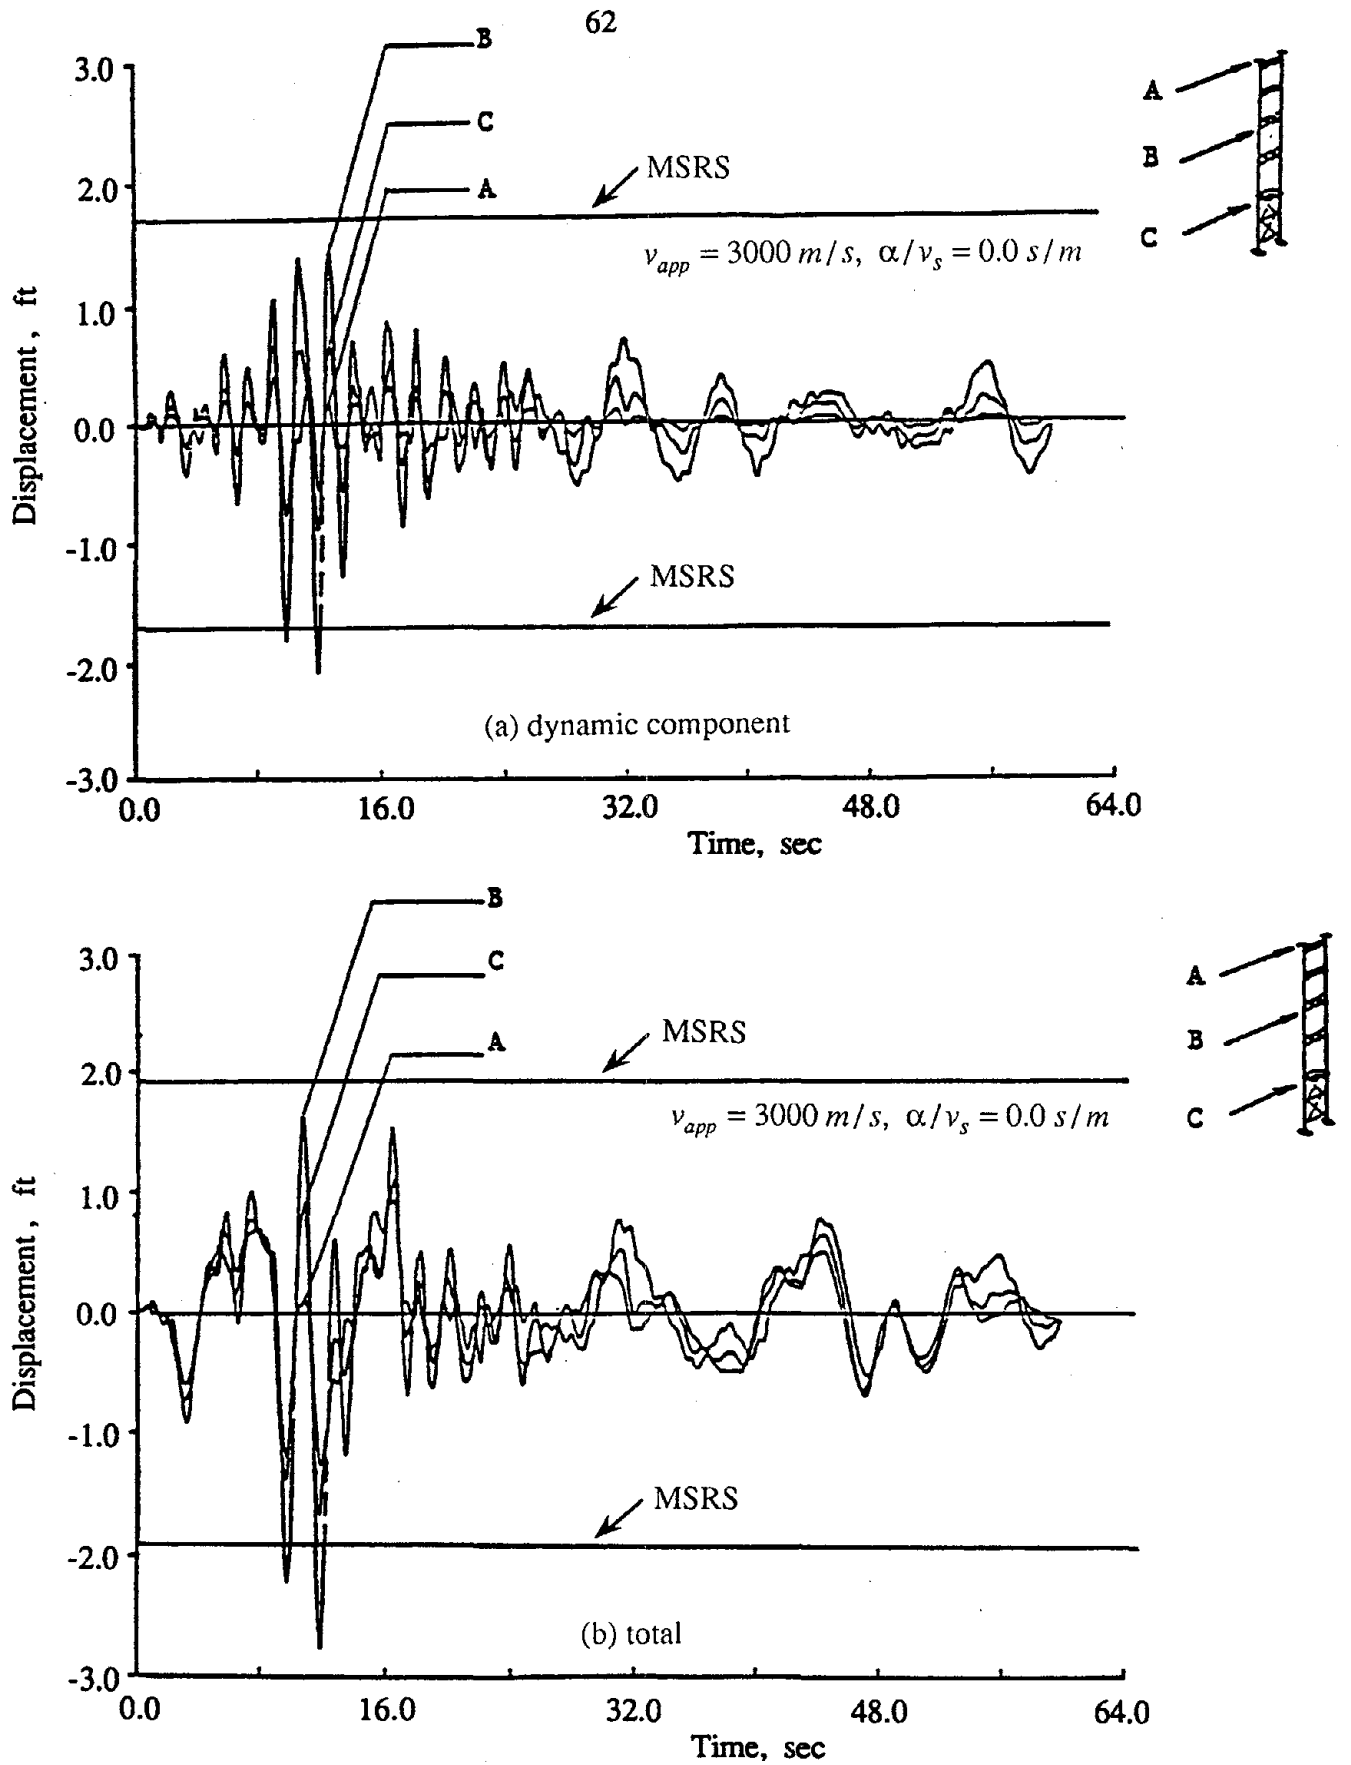 62
B
3.0
C
A
2.0
MSRS
A
B
C
v_app = 3000 m/s, α/v_s = 0.0 s/m
1.0
0.0
-1.0
MSRS
-2.0
(a) dynamic component
-3.0
0.0 16.0 32.0 48.0 64.0
Time, sec
Displacement, ft
B
3.0
C
A
2.0
MSRS
A
B
C
v_app = 3000 m/s, α/v_s = 0.0 s/m
1.0
0.0
-1.0
MSRS
-2.0
(b) total
-3.0
0.0 16.0 32.0 48.0 64.0
Time, sec
Displacement, ft